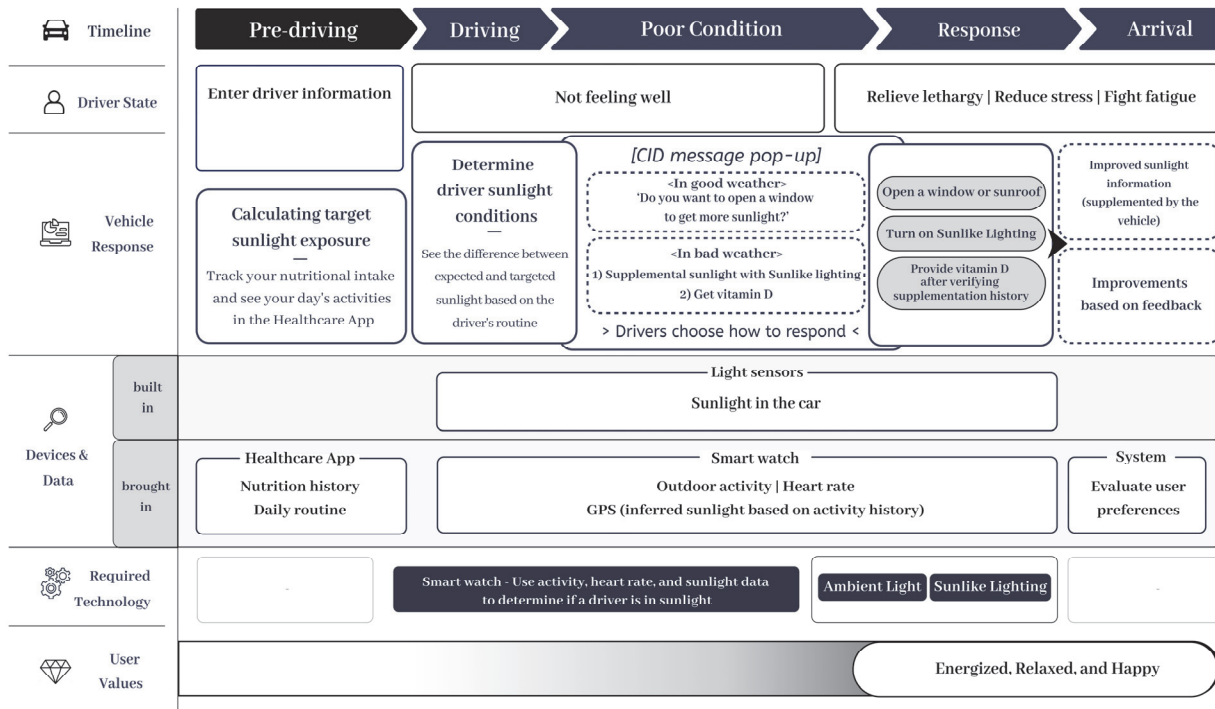 Timeline
Pre-driving
Driving
Poor Condition
Response
Arrival
Driver State
Enter driver information
Not feeling well
Relieve lethargy | Reduce stress | Fight fatigue
Vehicle
Response
Calculating target
sunlight exposure
Track your nutritional intake
and see your day's activities
in the Healthcare App
Determine
driver sunlight
conditions
See the difference between
expected and targeted
sunlight based on the
driver's routine
[CID message pop-up]
<In good weather>
'Do you want to open a window
to get more sunlight?'
<In bad weather>
1) Supplemental sunlight with Sunlike lighting
2) Get vitamin D
> Drivers choose how to respond <
Open a window or sunroof
Turn on Sunlike Lighting
Provide vitamin D
after verifying
supplementation history
Improved sunlight
information
(supplemented by the
vehicle)
Improvements
based on feedback
Devices &
Data
built
in
Light sensors
Sunlight in the car
brought
in
Healthcare App
Nutrition history
Daily routine
Smart watch
Outdoor activity | Heart rate
GPS (inferred sunlight based on activity history)
System
Evaluate user
preferences
Required
Technology
-
Smart watch - Use activity, heart rate, and sunlight data
to determine if a driver is in sunlight
Ambient Light
Sunlike Lighting
-
User
Values
Energized, Relaxed, and Happy